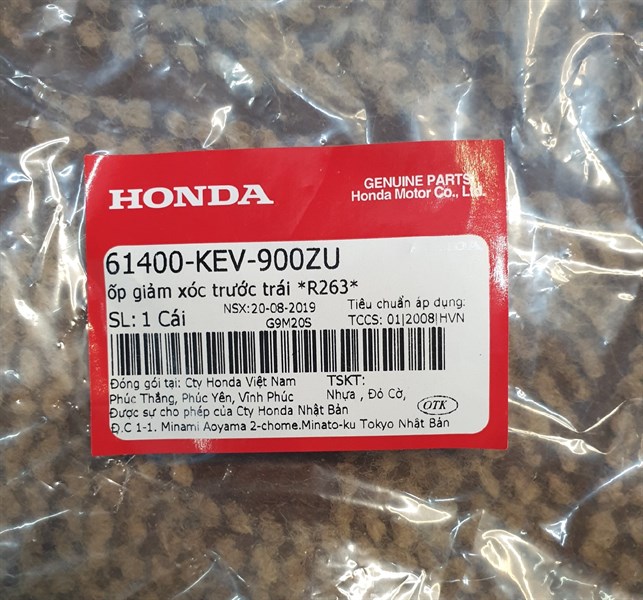 HONDA
GENUINE PARTS
Honda Motor Co., Ltd.
61400-KEV-900ZU
ốp giảm xóc trước trái *R263*
NSX:20-08-2019 Tiêu chuẩn áp dụng:
SL: 1 Cái G9M20S TCCS: 01|2008|HVN
Đóng gói tại: Cty Honda Việt Nam TSKT:
Phúc Thắng, Phúc Yên, Vĩnh Phúc Nhựa , Đỏ Cờ,
Được sự cho phép của Cty Honda Nhật Bản OTK
Đ.C 1-1. Minami Aoyama 2-chome.Minato-ku Tokyo Nhật Bản